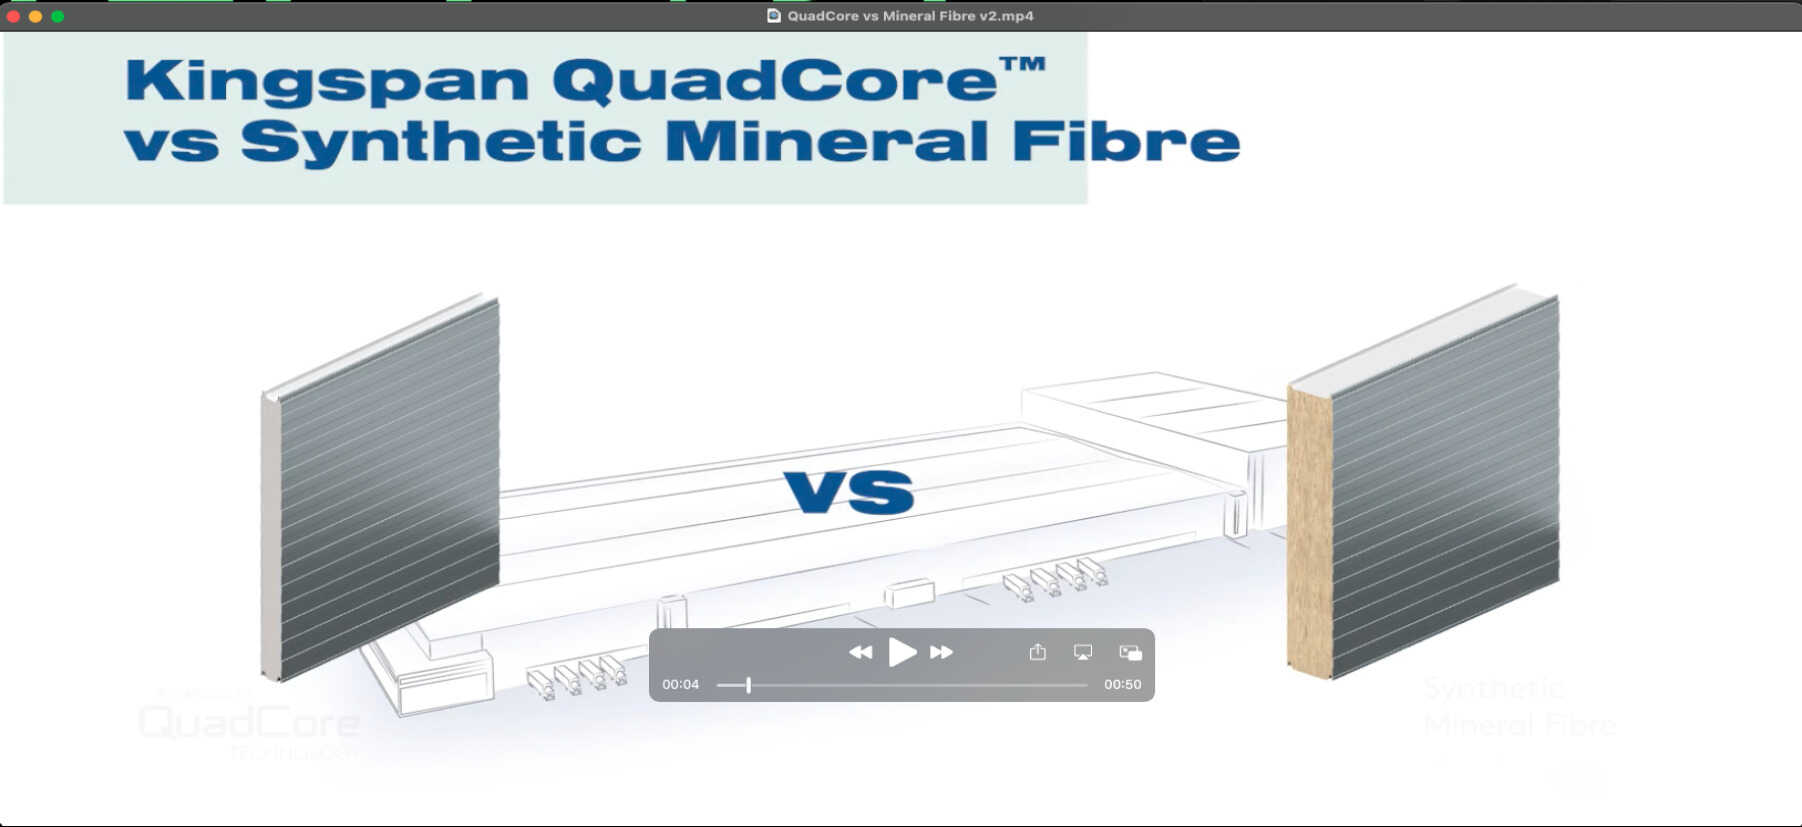 QuadCore vs Mineral Fibre v2.mp4
Kingspan QuadCore™
vs Synthetic Mineral Fibre
vs
00:04
00:50
QuadCore
TECHNOLOGY
Synthetic
Mineral Fibre